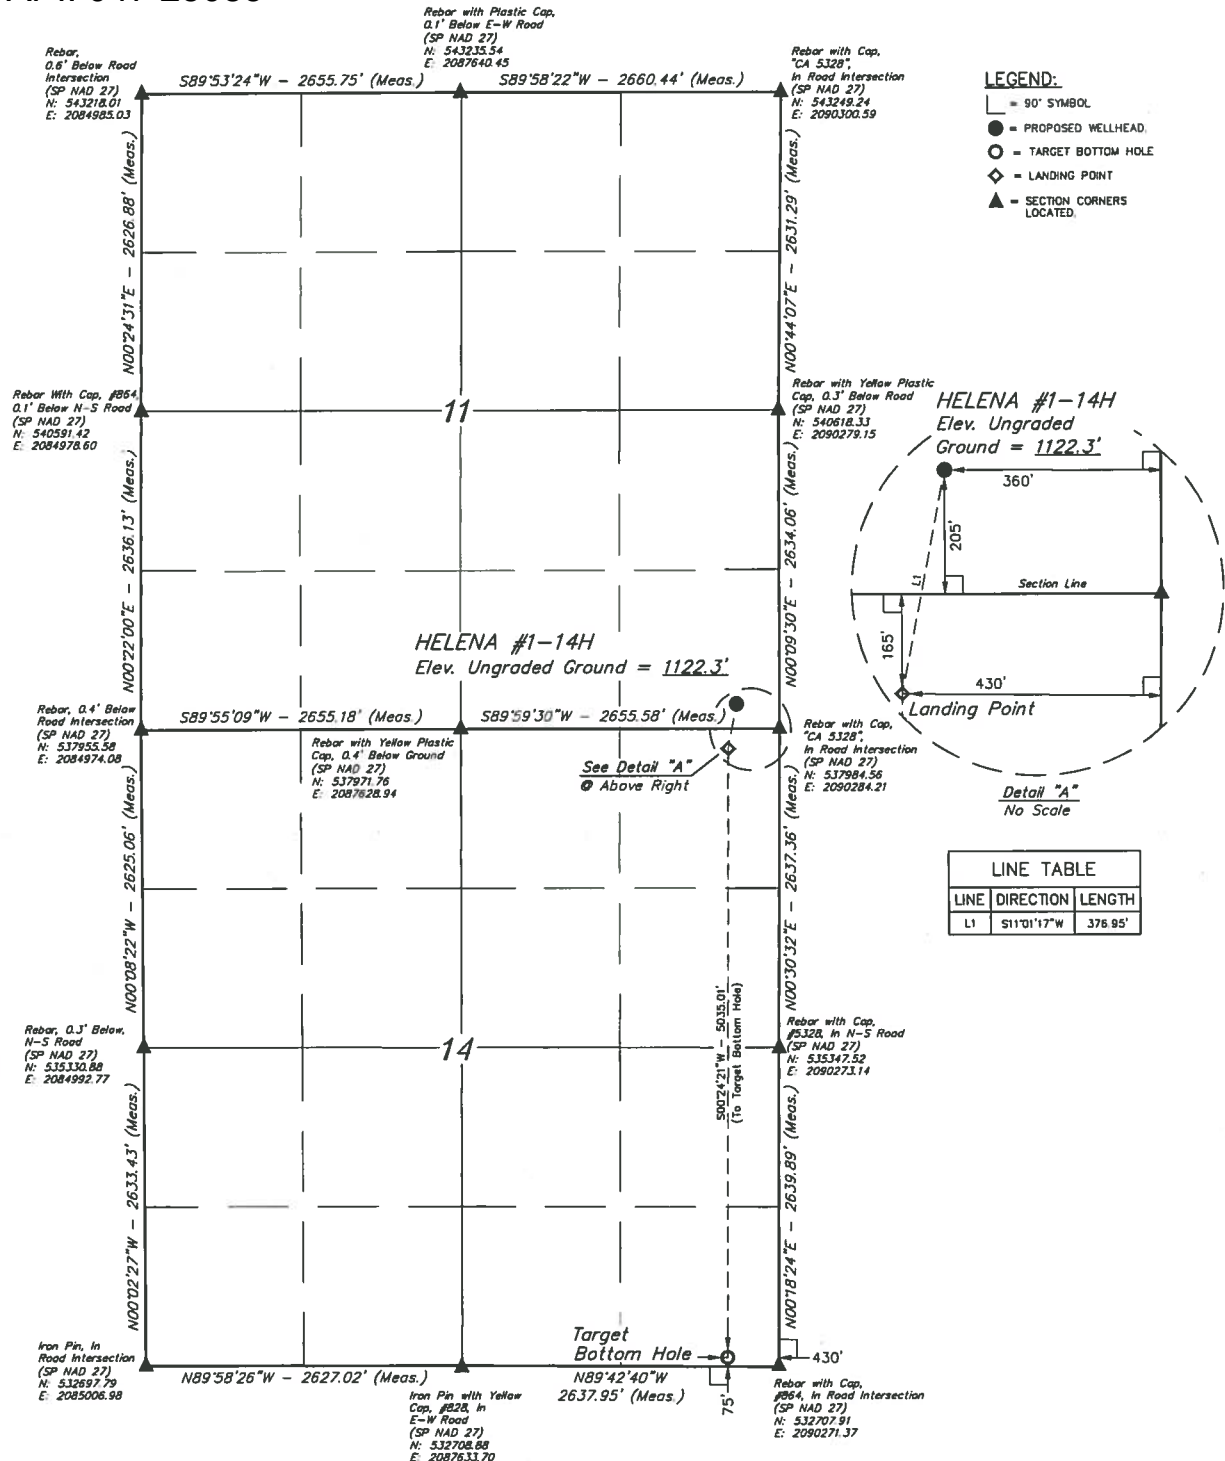 Rebar with Plastic Cap,
0.1' Below E-W Road
(SP NAD 27)
N: 543235.54
E: 2087640.45
Rebar,
0.6' Below Road
Intersection
(SP NAD 27)
N: 543218.01
E: 2084985.03
S89°53'24"W - 2655.75' (Meas.)
S89°58'22"W - 2660.44' (Meas.)
Rebar with Cap,
"CA 5328",
In Road Intersection
(SP NAD 27)
N: 543249.24
E: 2090300.59
LEGEND:
= 90° SYMBOL
= PROPOSED WELLHEAD.
= TARGET BOTTOM HOLE
= LANDING POINT
= SECTION CORNERS
LOCATED.
N00°24'31"E - 2626.88' (Meas.)
N00°44'07"E - 2631.29' (Meas.)
Rebar With Cap, #864,
0.1' Below N-S Road
(SP NAD 27)
N: 540591.42
E: 2084978.60
11
Rebar with Yellow Plastic
Cap, 0.3' Below Road
(SP NAD 27)
N: 540618.33
E: 2090279.15
HELENA #1-14H
Elev. Ungraded
Ground = 1122.3'
360'
205'
L1
Section Line
165'
430'
Landing Point
Detail "A"
No Scale
N00°22'00"E - 2636.13' (Meas.)
N00°09'30"E - 2634.06' (Meas.)
HELENA #1-14H
Elev. Ungraded Ground = 1122.3'
Rebar, 0.4' Below
Road Intersection
(SP NAD 27)
N: 537955.58
E: 2084974.08
S89°55'09"W - 2655.18' (Meas.)
S89°59'30"W - 2655.58' (Meas.)
Rebar with Yellow Plastic
Cap, 0.4' Below Ground
(SP NAD 27)
N: 537971.76
E: 2087628.94
See Detail "A"
@ Above Right
Rebar with Cap,
"CA 5328",
In Road Intersection
(SP NAD 27)
N: 537984.56
E: 2090284.21
LINE TABLE
LINE DIRECTION LENGTH
L1 S11°01'17"W 376.95'
N00°08'22"W - 2625.06' (Meas.)
N00°30'32"E - 2637.36' (Meas.)
S00°24'21"W - 5035.01'
(To Target Bottom Hole)
Rebar, 0.3' Below,
N-S Road
(SP NAD 27)
N: 535330.88
E: 2084992.77
14
Rebar with Cap,
#5328, In N-S Road
(SP NAD 27)
N: 535347.52
E: 2090273.14
N00°02'27"W - 2633.43' (Meas.)
N00°18'24"E - 2639.89' (Meas.)
Iron Pin, In
Road Intersection
(SP NAD 27)
N: 532697.79
E: 2085006.98
Target
Bottom Hole
430'
N89°58'26"W - 2627.02' (Meas.)
N89°42'40"W
2637.95' (Meas.)
75'
Iron Pin with Yellow
Cap, #828, In
E-W Road
(SP NAD 27)
N: 532708.88
E: 2087633.70
Rebar with Cap,
#864, In Road Intersection
(SP NAD 27)
N: 532707.91
E: 2090271.37